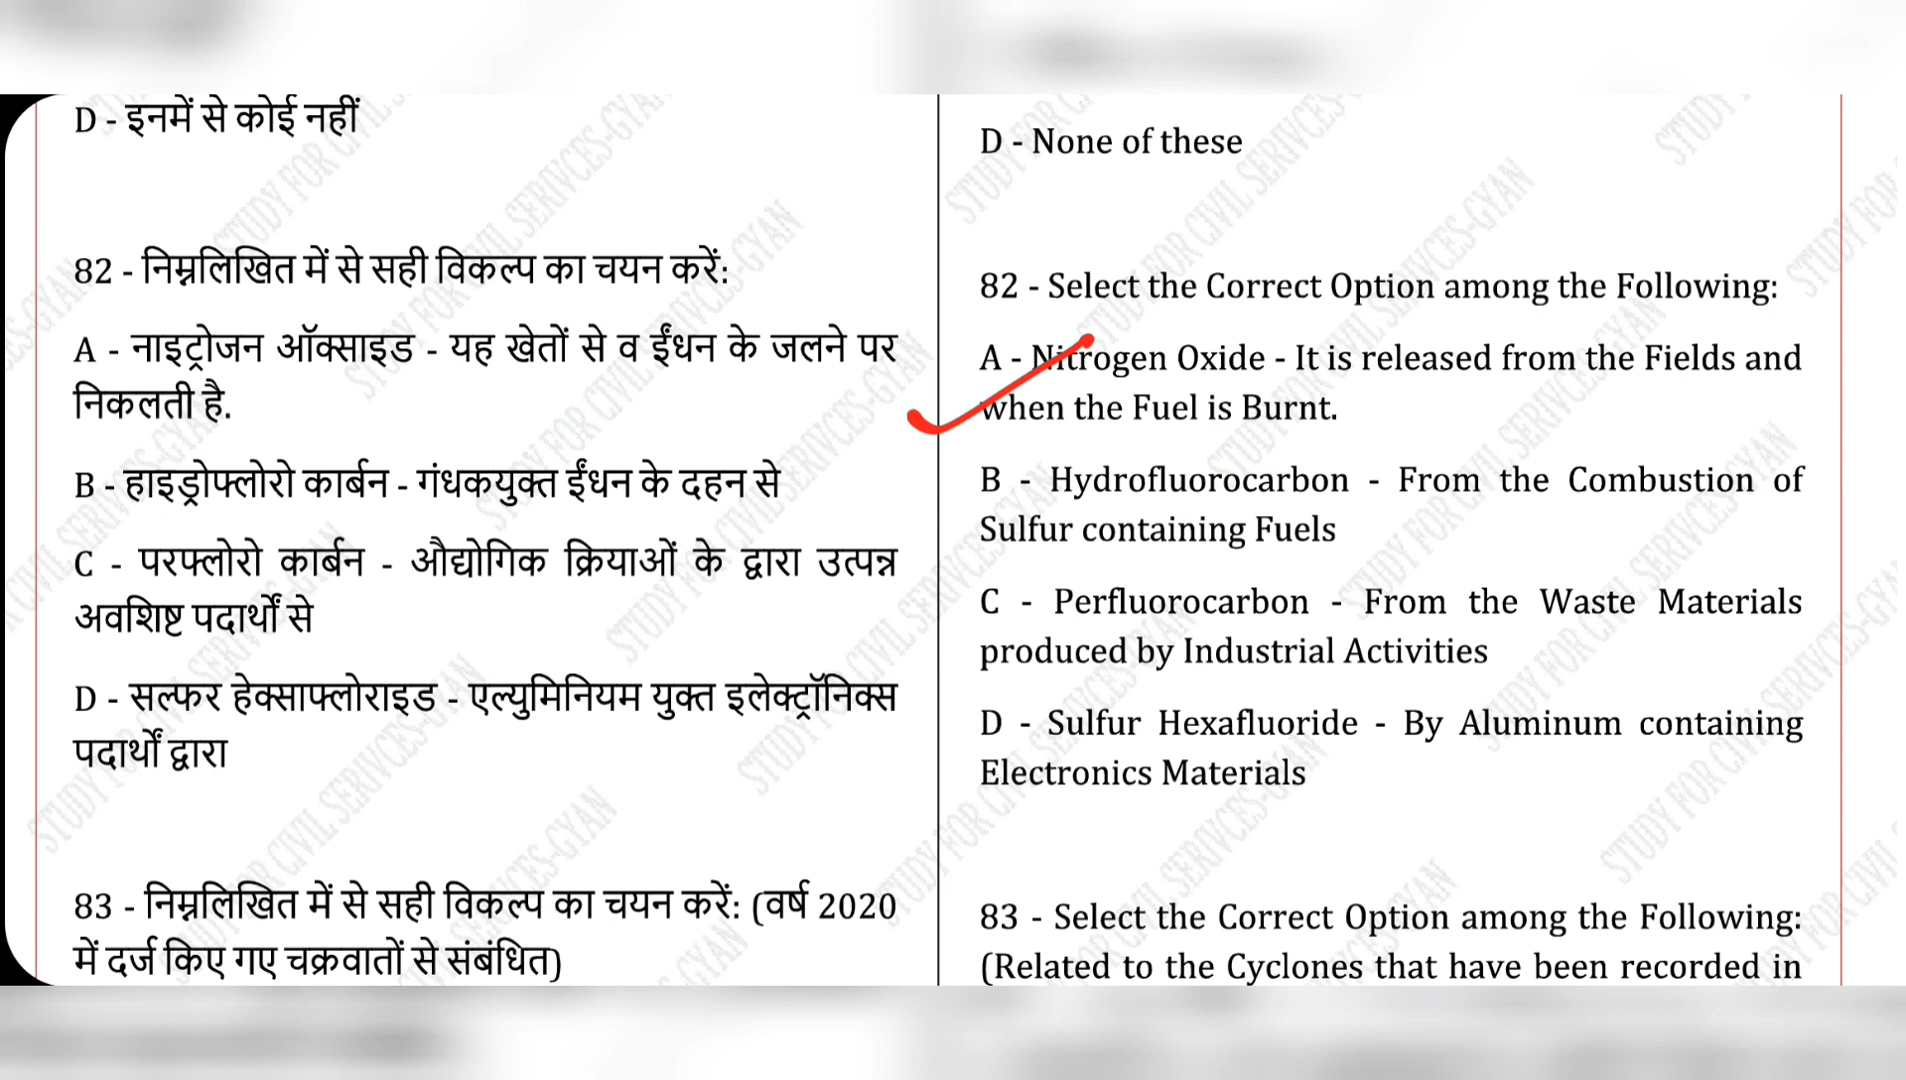 D - इनमें से कोई नहीं
82 - निम्नलिखित में से सही विकल्प का चयन करें:
A - नाइट्रोजन ऑक्साइड - यह खेतों से व ईंधन के जलने पर
निकलती है.
B - हाइड्रोफ्लोरो कार्बन - गंधकयुक्त ईंधन के दहन से
C - परफ्लोरो कार्बन - औद्योगिक क्रियाओं के द्वारा उत्पन्न
अवशिष्ट पदार्थों से
D - सल्फर हेक्साफ्लोराइड - एल्युमिनियम युक्त इलेक्ट्रॉनिक्स
पदार्थों द्वारा
83 - निम्नलिखित में से सही विकल्प का चयन करें: (वर्ष 2020
में दर्ज किए गए चक्रवातों से संबंधित)
D - None of these
82 - Select the Correct Option among the Following:
A - Nitrogen Oxide - It is released from the Fields and
when the Fuel is Burnt.
B - Hydrofluorocarbon - From the Combustion of
Sulfur containing Fuels
C - Perfluorocarbon - From the Waste Materials
produced by Industrial Activities
D - Sulfur Hexafluoride - By Aluminum containing
Electronics Materials
83 - Select the Correct Option among the Following:
(Related to the Cyclones that have been recorded in
STUDY FOR CIVIL SERIVCES-GYAN